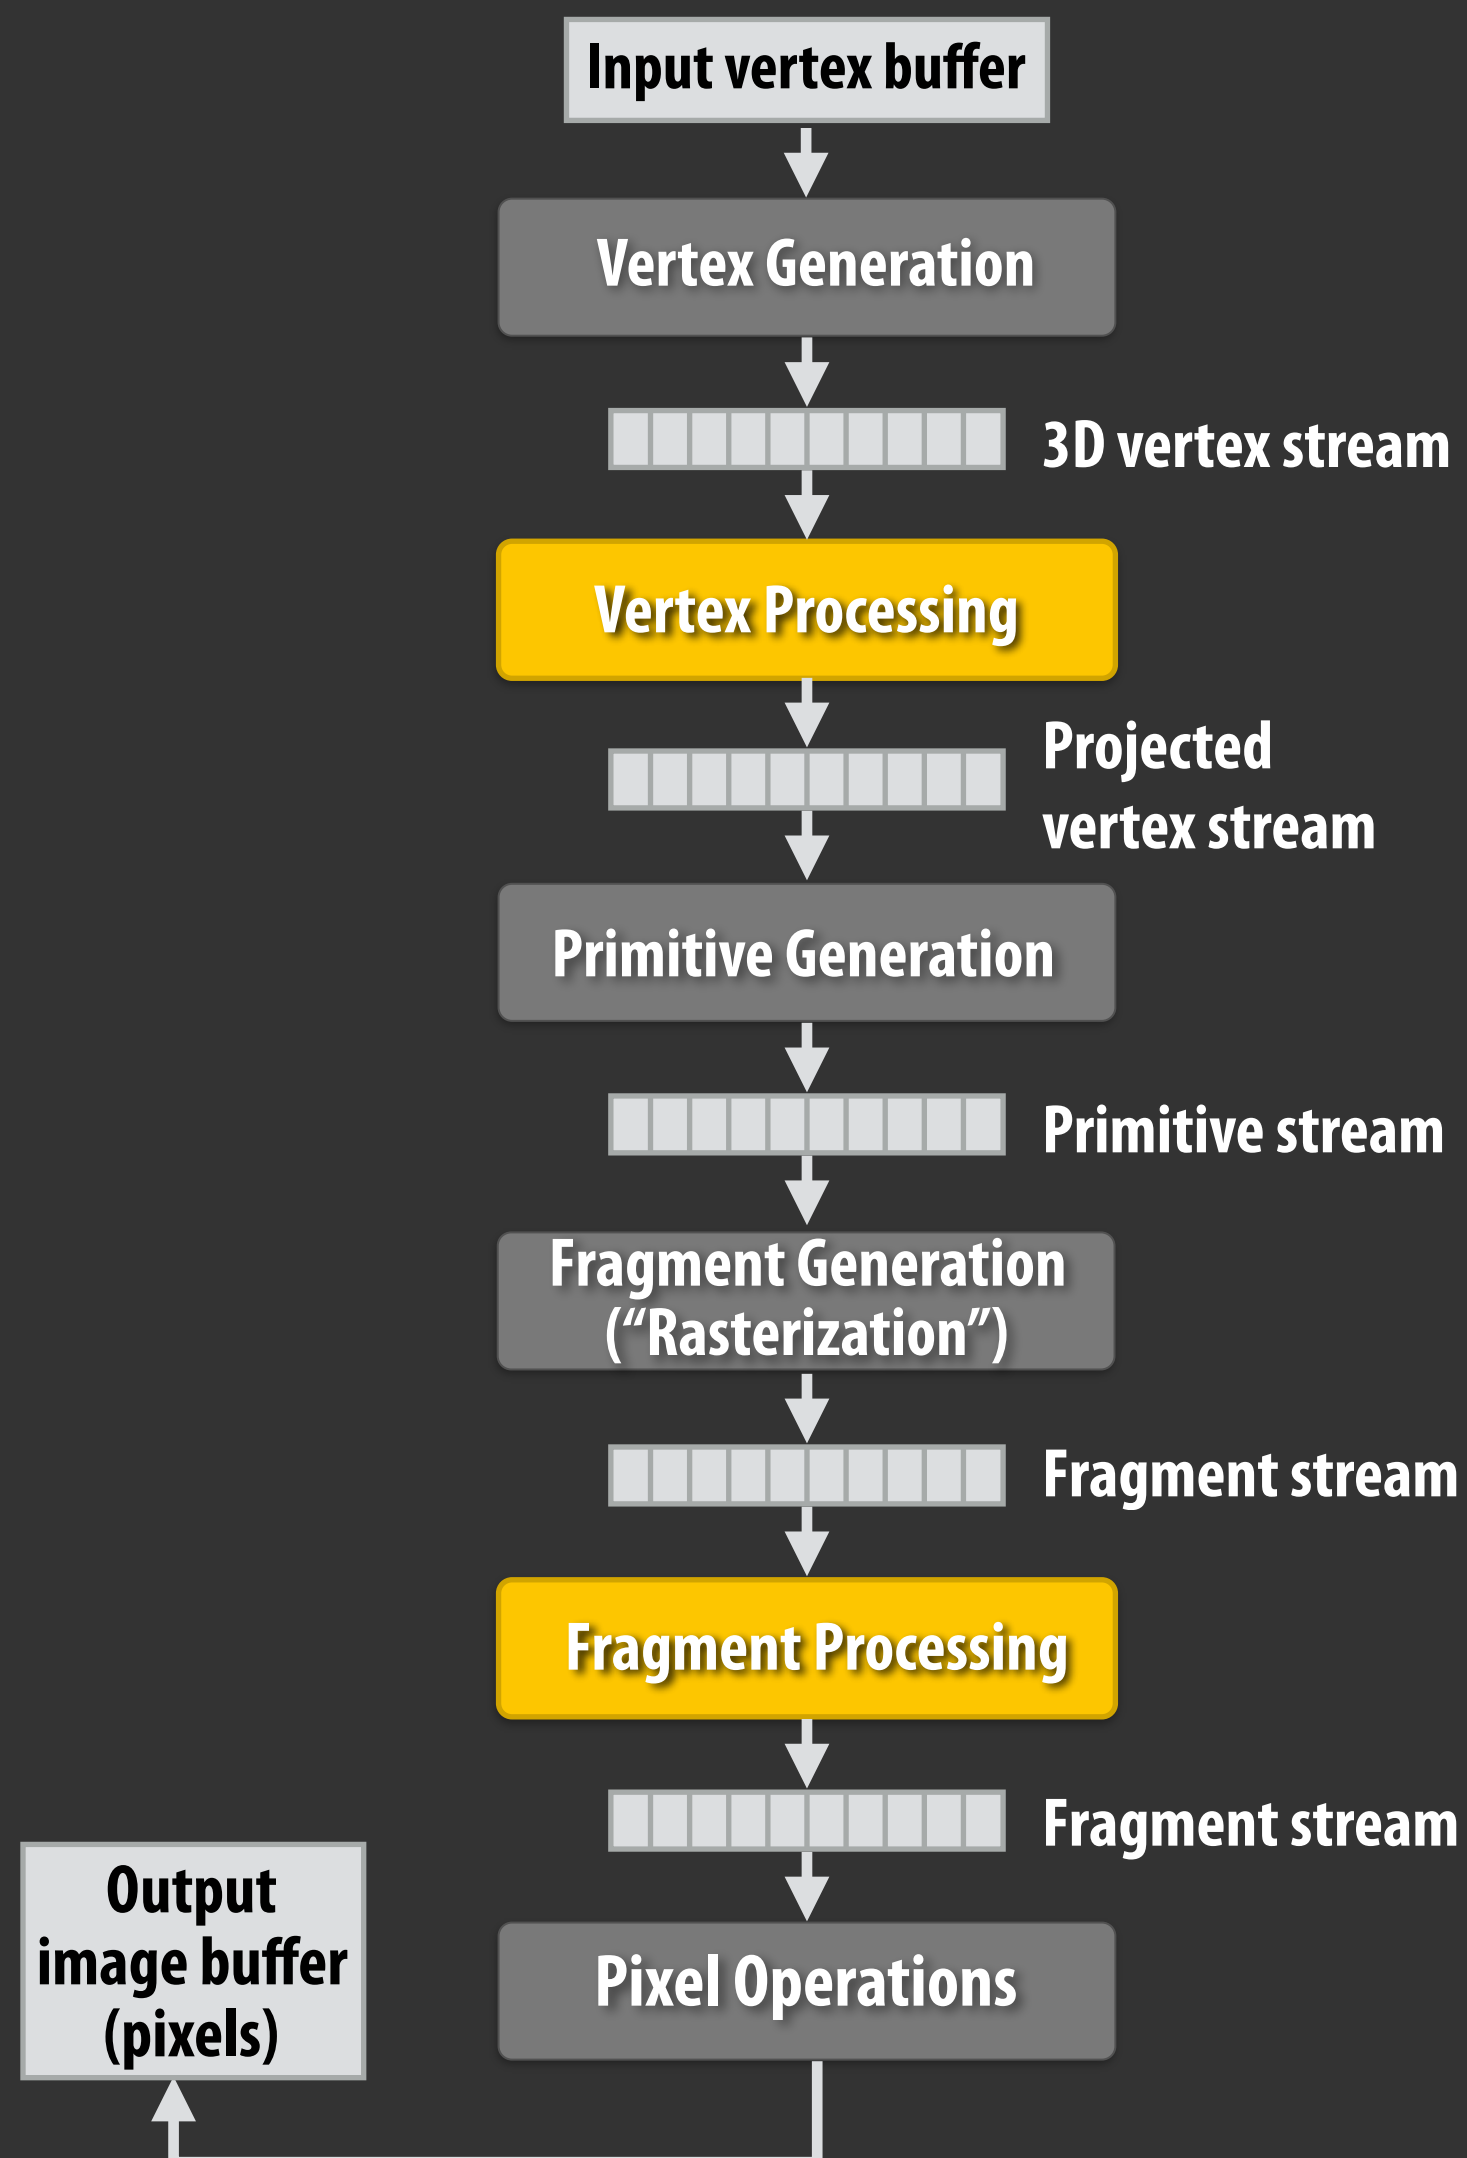 Input vertex buffer
Vertex Generation
3D vertex stream
Vertex Processing
Projected
vertex stream
Primitive Generation
Primitive stream
Fragment Generation
(“Rasterization”)
Fragment stream
Fragment Processing
Fragment stream
Output
image buffer
(pixels)
Pixel Operations